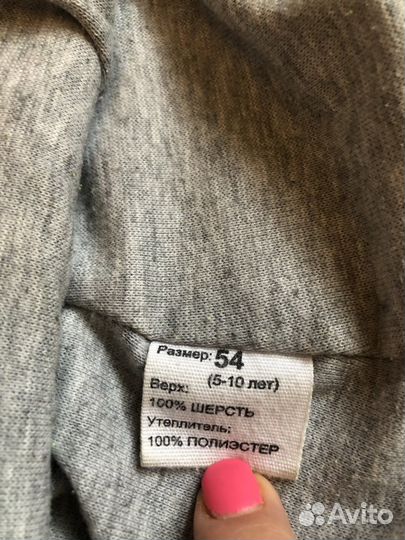 Размер: 54
(5-10 лет)
Верх:
100% ШЕРСТЬ
Утеплитель:
100% ПОЛИЭСТЕР
Avito